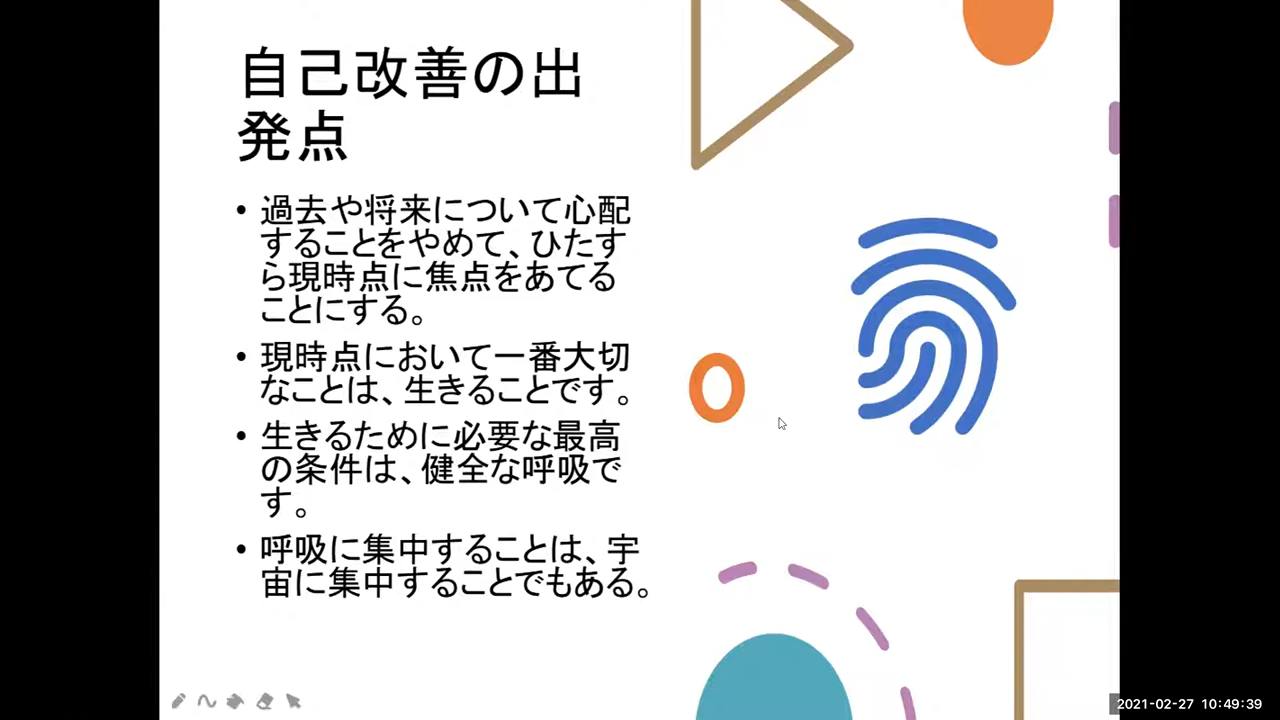 自己改善の出
発点
• 過去や将来について心配
することをやめて、ひたす
ら現時点に焦点をあてる
ことにする。
• 現時点において一番大切
なことは、生きることです。
• 生きるために必要な最高
の条件は、健全な呼吸で
す。
• 呼吸に集中することは、宇
宙に集中することでもある。
2021-02-27 10:49:39